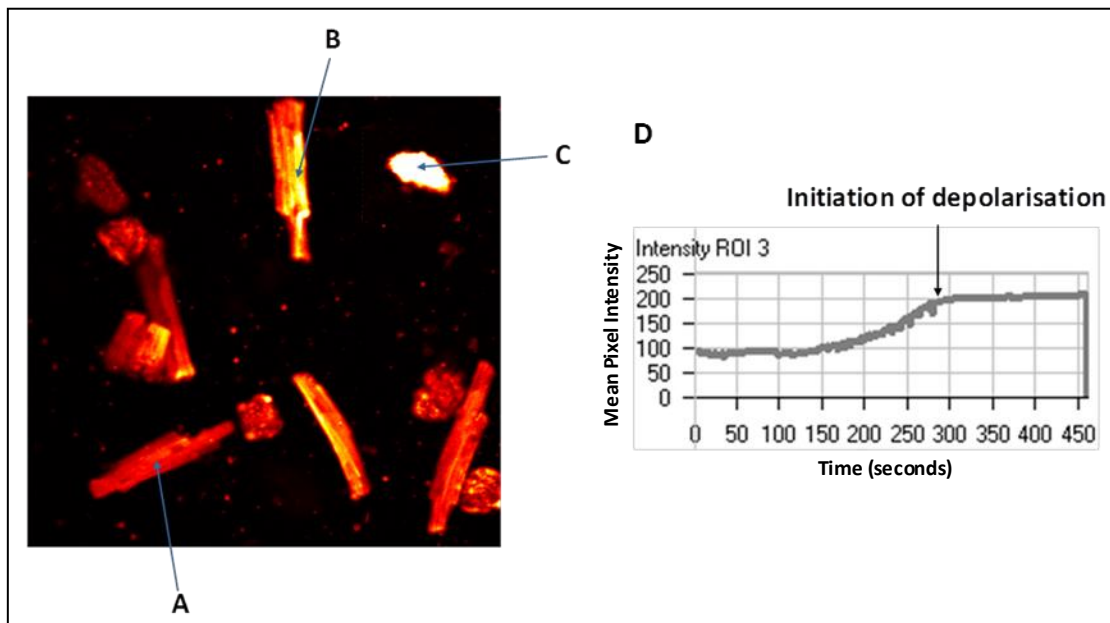 B
C
A
D
Initiation of depolarisation
Intensity ROI 3
Mean Pixel Intensity
250
200
150
100
50
0
0 50 100 150 200 250 300 350 400 450
Time (seconds)